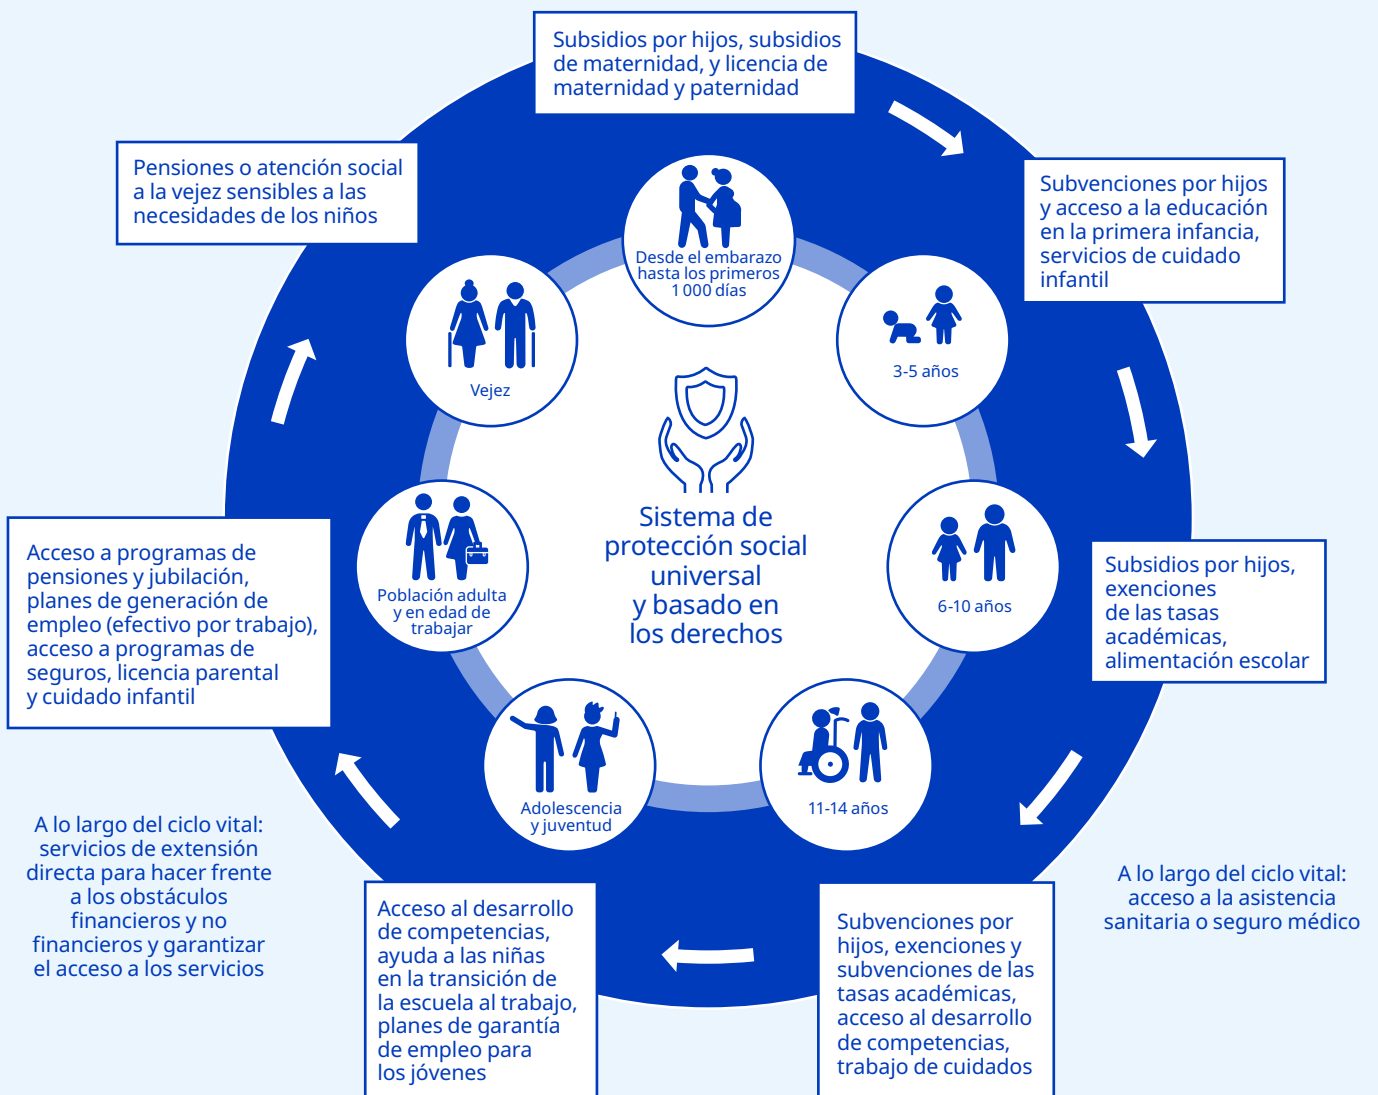 Subsidios por hijos, subsidios
de maternidad, y licencia de
maternidad y paternidad
Subvenciones por hijos
y acceso a la educación
en la primera infancia,
servicios de cuidado
infantil
Subsidios por hijos,
exenciones
de las tasas
académicas,
alimentación escolar
Subvenciones por
hijos, exenciones y
subvenciones de las
tasas académicas,
acceso al desarrollo
de competencias,
trabajo de cuidados
Acceso al desarrollo
de competencias,
ayuda a las niñas
en la transición de
la escuela al trabajo,
planes de garantía
de empleo para
los jóvenes
Acceso a programas de
pensiones y jubilación,
planes de generación de
empleo (efectivo por trabajo),
acceso a programas de
seguros, licencia parental
y cuidado infantil
Pensiones o atención social
a la vejez sensibles a las
necesidades de los niños
Desde el embarazo
hasta los primeros
1 000 días
3-5 años
6-10 años
11-14 años
Adolescencia
y juventud
Población adulta
y en edad de
trabajar
Vejez
Sistema de
protección social
universal
y basado en
los derechos
A lo largo del ciclo vital:
servicios de extensión
directa para hacer frente
a los obstáculos
financieros y no
financieros y garantizar
el acceso a los servicios
A lo largo del ciclo vital:
acceso a la asistencia
sanitaria o seguro médico